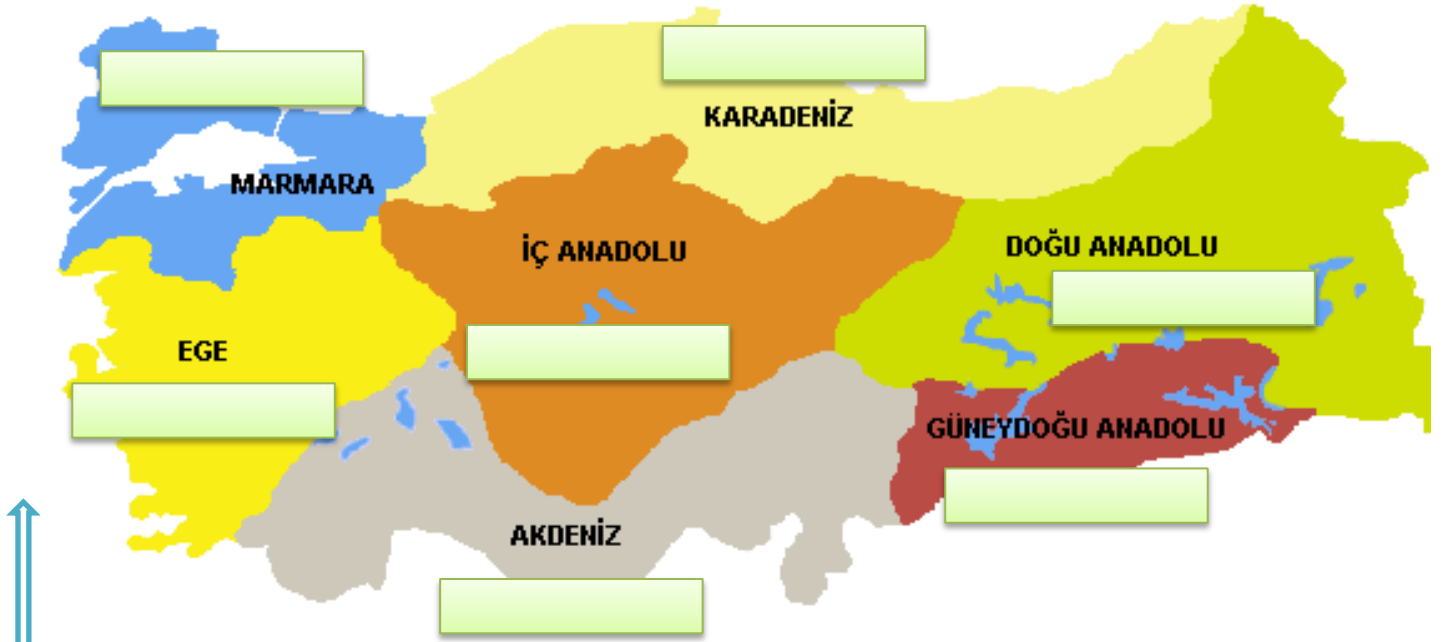 KARADENİZ
MARMARA
İÇ ANADOLU
DOĞU ANADOLU
EGE
GÜNEYDOĞU ANADOLU
AKDENİZ